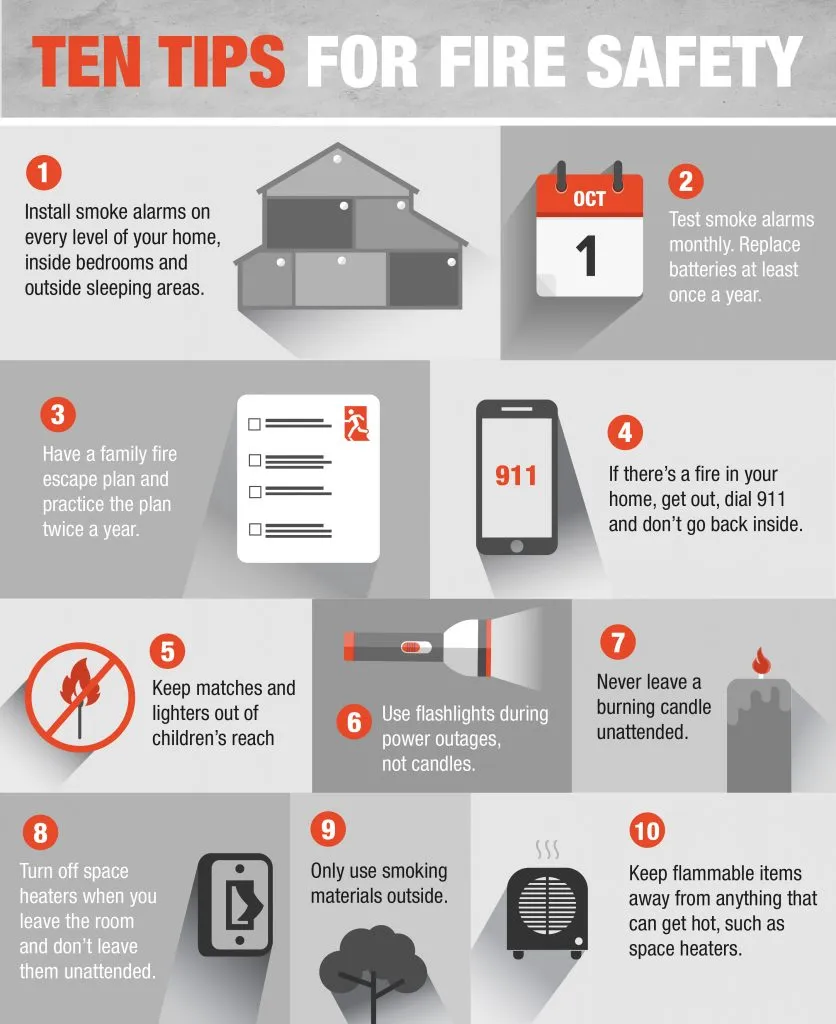 TEN TIPS FOR FIRE SAFETY
1
Install smoke alarms on
every level of your home,
inside bedrooms and
outside sleeping areas.
OCT
1
2
Test smoke alarms
monthly. Replace
batteries at least
once a year.
3
Have a family fire
escape plan and
practice the plan
twice a year.
911
4
If there's a fire in your
home, get out, dial 911
and don't go back inside.
5
Keep matches and
lighters out of
children's reach
6
Use flashlights during
power outages,
not candles.
7
Never leave a
burning candle
unattended.
8
Turn off space
heaters when you
leave the room
and don't leave
them unattended.
9
Only use smoking
materials outside.
10
Keep flammable items
away from anything that
can get hot, such as
space heaters.